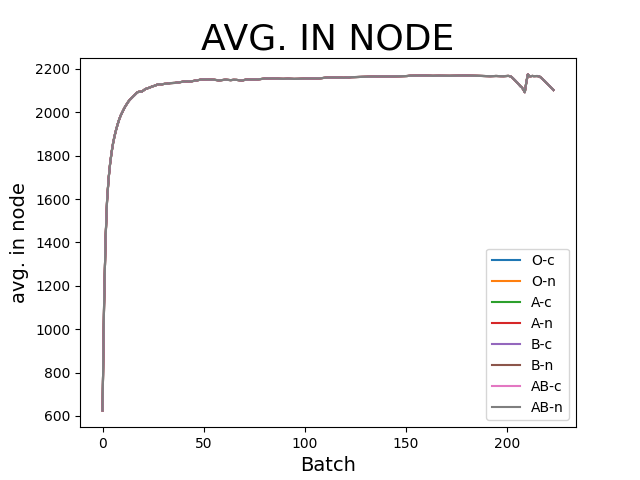 AVG. IN NODE
avg. in node
2200
2000
1800
1600
1400
1200
1000
800
600
O-c
O-n
A-c
A-n
B-c
B-n
AB-c
AB-n
0 50 100 150 200
Batch